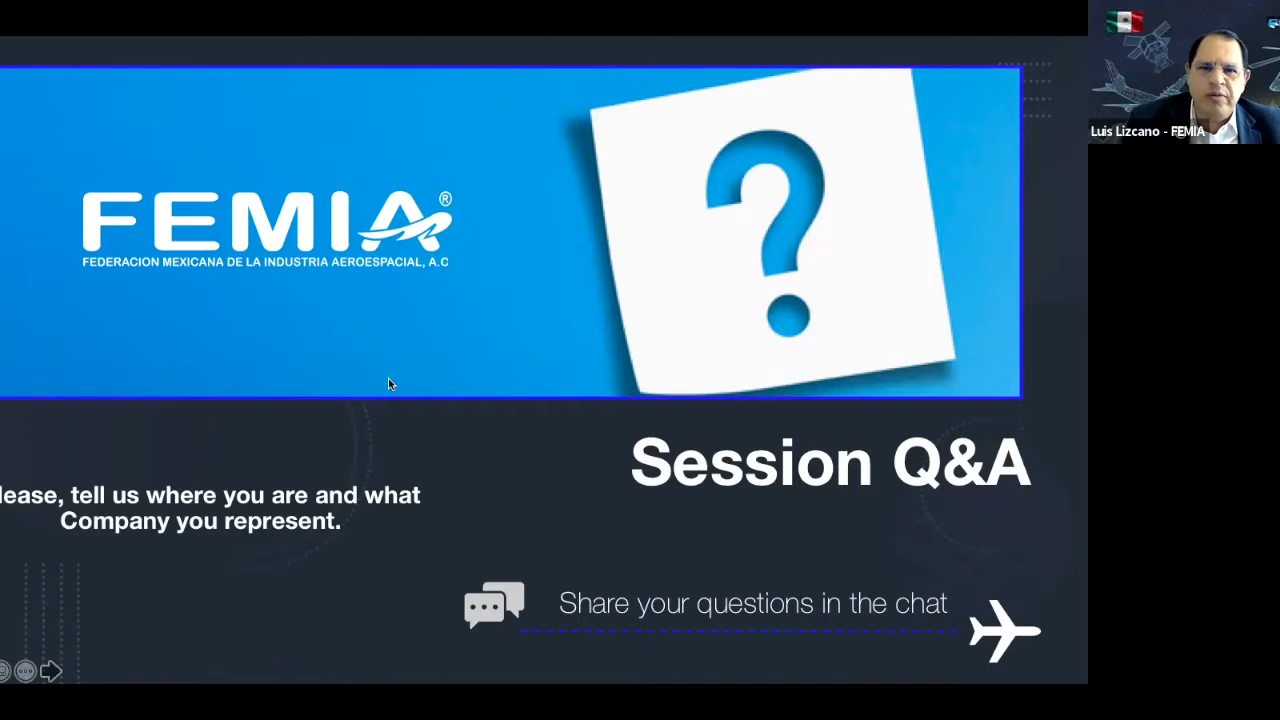 Luis Lizcano - FEMIA
FEMIA®
FEDERACION MEXICANA DE LA INDUSTRIA AEROESPACIAL, A.C
?
Session Q&A
lease, tell us where you are and what
Company you represent.
Share your questions in the chat